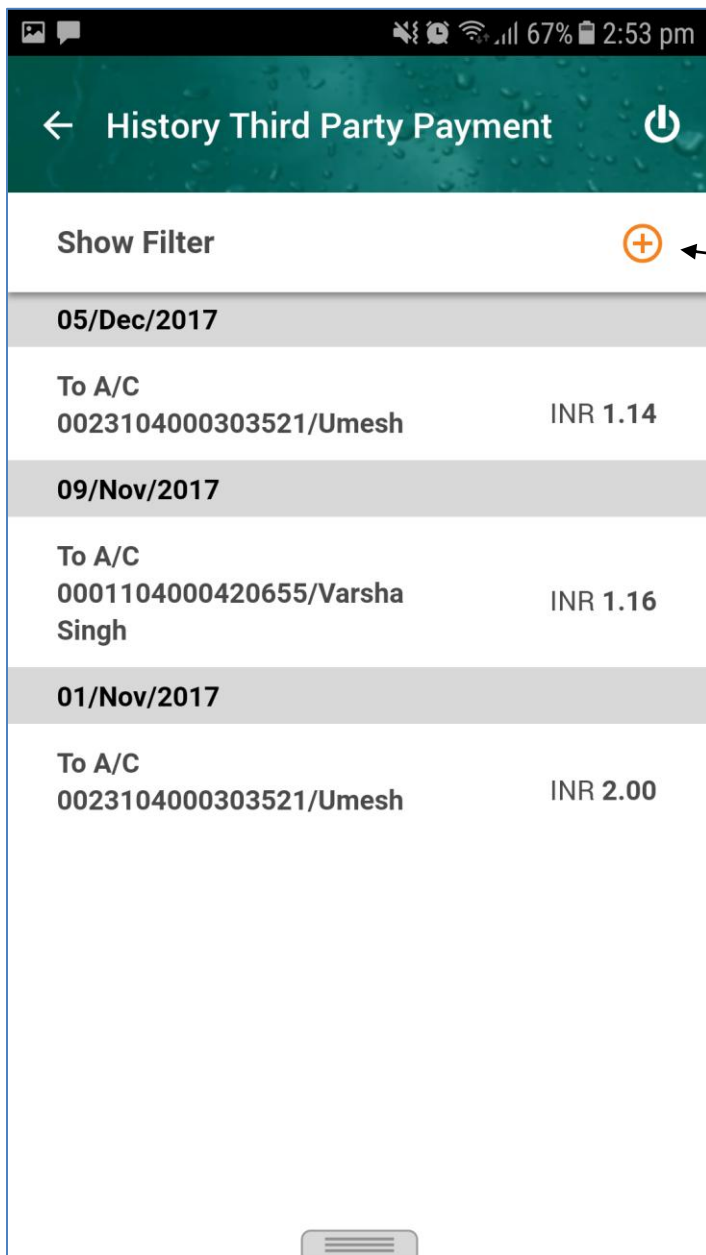 67% 2:53 pm
History Third Party Payment
Show Filter
05/Dec/2017
To A/C
0023104000303521/Umesh
INR 1.14
09/Nov/2017
To A/C
0001104000420655/Varsha
Singh
INR 1.16
01/Nov/2017
To A/C
0023104000303521/Umesh
INR 2.00